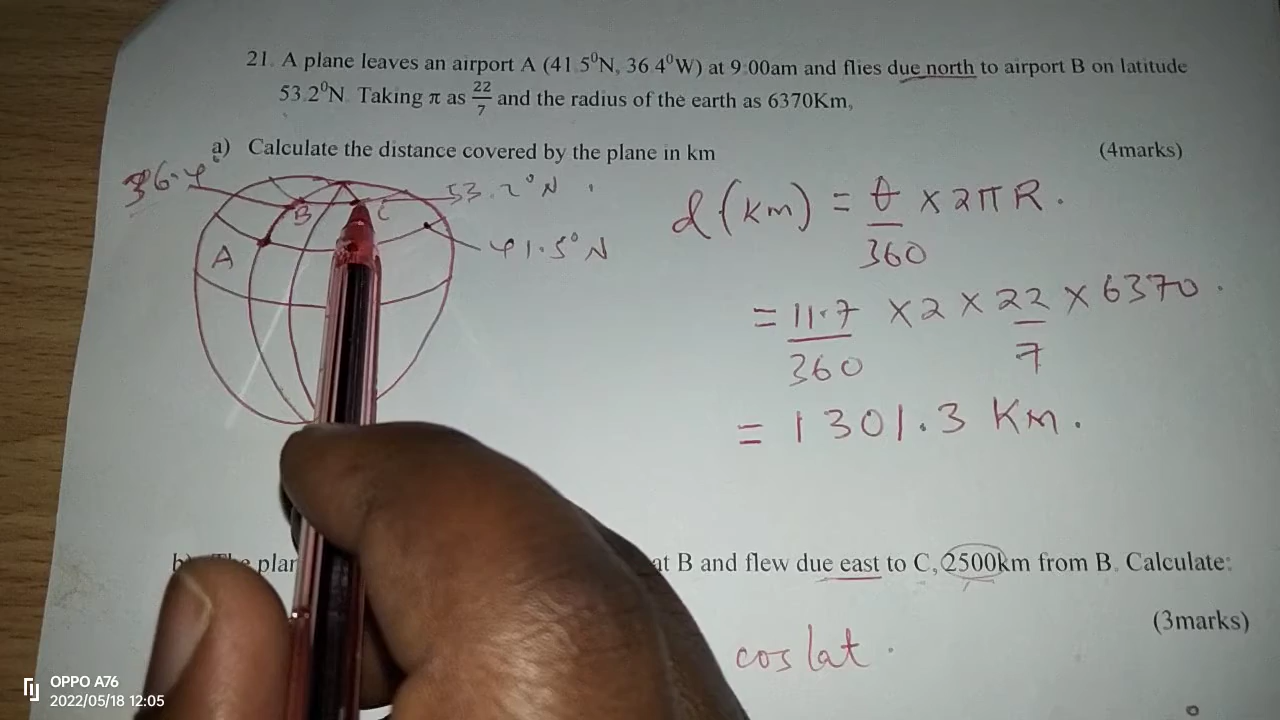 21. A plane leaves an airport A (41.5⁰N, 36.4⁰W) at 9.00am and flies due north to airport B on latitude
53.2⁰N. Taking π as 22/7 and the radius of the earth as 6370Km,
a) Calculate the distance covered by the plane in km (4marks)
36.4
B
C
53.2°N
A
41.5°N
d(km) = θ/360 × 2πR.
= 11.7/360 × 2 × 22/7 × 6370.
= 1301.3 Km.
at B and flew due east to C, 2500km from B. Calculate:
(3marks)
cos lat.
OPPO A76
2022/05/18 12:05